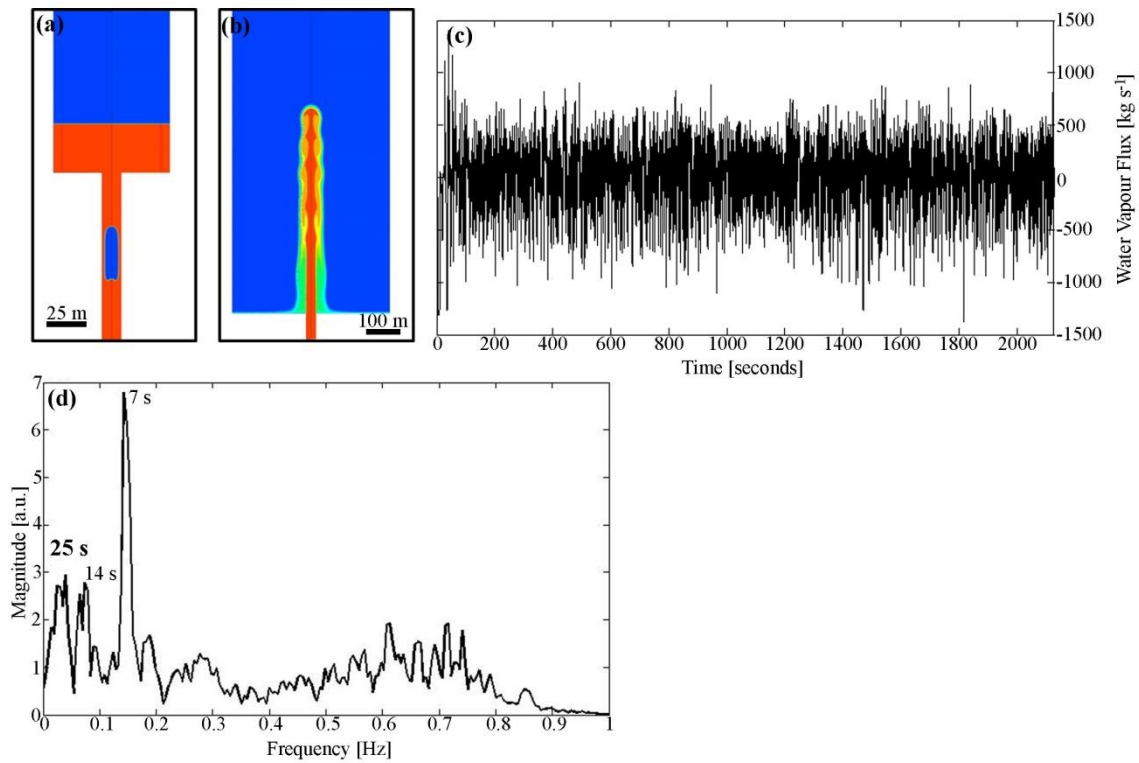 (a)
25 m
(b)
100 m
(c)
1500
1000
500
0
-500
-1000
-1500
Water Vapour Flux [kg s⁻¹]
0 200 400 600 800 1000 1200 1400 1600 1800 2000
Time [seconds]
(d)
7 s
25 s
14 s
7
6
5
4
3
2
1
0
Magnitude [a.u.]
0 0.1 0.2 0.3 0.4 0.5 0.6 0.7 0.8 0.9 1
Frequency [Hz]